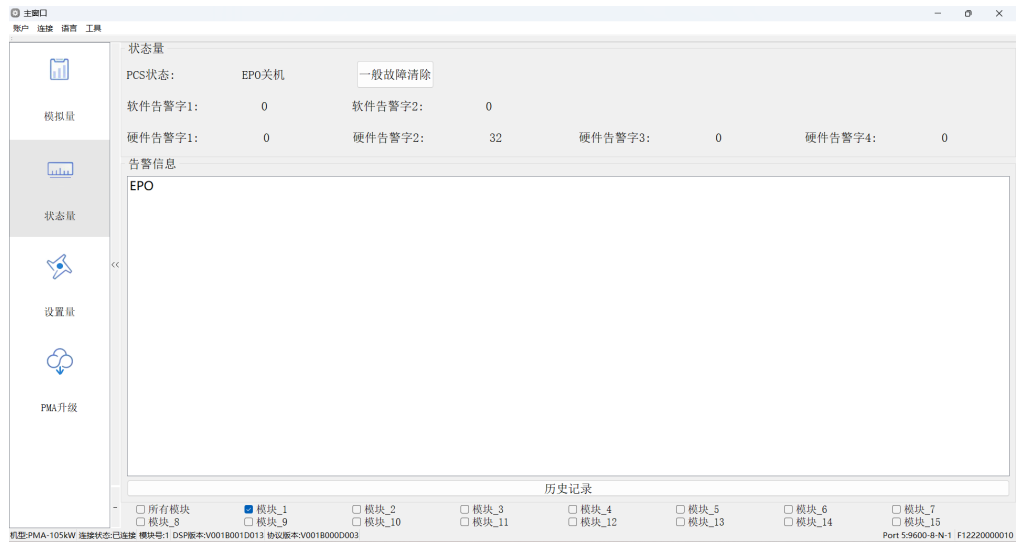 主窗口
账户 连接 语言 工具
模拟量
状态量
设置量
PMA升级
<<
状态量
PCS状态: EPO关机 一般故障清除
软件告警字1: 0 软件告警字2: 0
硬件告警字1: 0 硬件告警字2: 32 硬件告警字3: 0 硬件告警字4: 0
告警信息
EPO
历史记录
所有模块 模块_1 模块_2 模块_3 模块_4 模块_5 模块_6 模块_7
模块_8 模块_9 模块_10 模块_11 模块_12 模块_13 模块_14 模块_15
机型:PMA-105kW 连接状态:已连接 模块号:1 DSP版本:V001B001D013 协议版本:V001B000D003 Port 5:9600-8-N-1 F12220000010